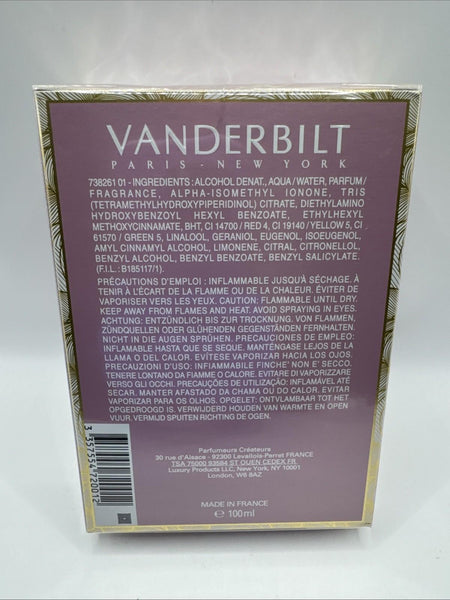 VANDERBILT
PARIS - NEW YORK
738261 01 - INGREDIENTS : ALCOHOL DENAT., AQUA / WATER, PARFUM /
FRAGRANCE, ALPHA-ISOMETHYL IONONE, TRIS
(TETRAMETHYLHYDROXYPIPERIDINOL) CITRATE, DIETHYLAMINO
HYDROXYBENZOYL HEXYL BENZOATE, ETHYLHEXYL
METHOXYCINNAMATE, BHT, CI 14700 / RED 4, CI 19140 / YELLOW 5, CI
61570 / GREEN 5, LINALOOL, GERANIOL, EUGENOL, ISOEUGENOL,
AMYL CINNAMYL ALCOHOL, LIMONENE, CITRAL, CITRONELLOL,
BENZYL ALCOHOL, BENZYL BENZOATE, BENZYL SALICYLATE.
(F.I.L. : B185117/1).
PRÉCAUTIONS D'EMPLOI : INFLAMMABLE JUSQU'À SÉCHAGE. À
TENIR À L'ÉCART DE LA FLAMME OU DE LA CHALEUR. ÉVITER DE
VAPORISER VERS LES YEUX. CAUTION: FLAMMABLE UNTIL DRY.
KEEP AWAY FROM FLAMES AND HEAT. AVOID SPRAYING IN EYES.
ACHTUNG: ENTZÜNDLICH BIS ZUR TROCKNUNG. VON FLAMMEN,
ZÜNDQUELLEN ODER GLÜHENDEN GEGENSTÄNDEN FERNHALTEN.
NICHT IN DIE AUGEN SPRÜHEN. PRECAUCIONES DE EMPLEO:
INFLAMABLE HASTA QUE SE SEQUE. MANTÉNGASE LEJOS DE LA
LLAMA O DEL CALOR. EVÍTESE VAPORIZAR HACIA LOS OJOS.
PRECAUZIONI D'USO: INFIAMMABILE FINCHE' NON E' SECCO.
TENERE LONTANO DA FIAMME O CALORE. EVITARE DI VAPORIZZARE
VERSO GLI OCCHI. PRECAUÇÕES DE UTILIZAÇÃO: INFLAMÁVEL ATÉ
SECAR. MANTER AFASTADO DA CHAMA OU DO CALOR. EVITAR
VAPORIZAR PARA OS OLHOS. OPGELET: ONTVLAMBAAR TOT HET
OPGEDROOGD IS. VERWIJDERD HOUDEN VAN WARMTE EN OPEN
VUUR. VERMIJD SPUITEN RICHTING DE OGEN.
Parfumeurs Créateurs
30 rue d'Alsace - 92300 Levallois-Perret FRANCE
TSA 75000 93584 ST OUEN CEDEX FR
Luxury Products LLC, New York, NY 10001
London, W6 8AZ
MADE IN FRANCE
℮ 100ml
3 357554 720012